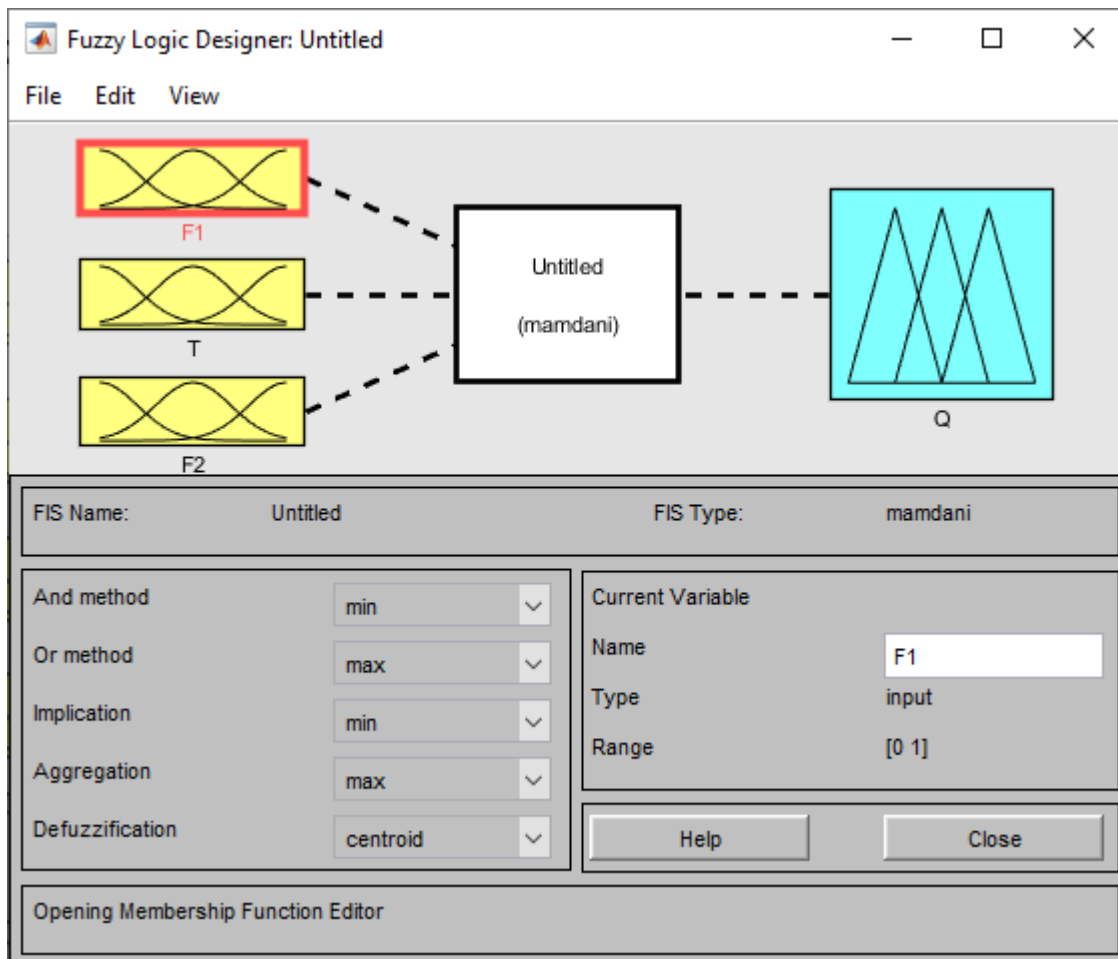 Fuzzy Logic Designer: Untitled
File Edit View
F1
T
F2
Untitled
(mamdani)
Q
FIS Name: Untitled FIS Type: mamdani
And method min
Or method max
Implication min
Aggregation max
Defuzzification centroid
Current Variable
Name F1
Type input
Range [0 1]
Help Close
Opening Membership Function Editor